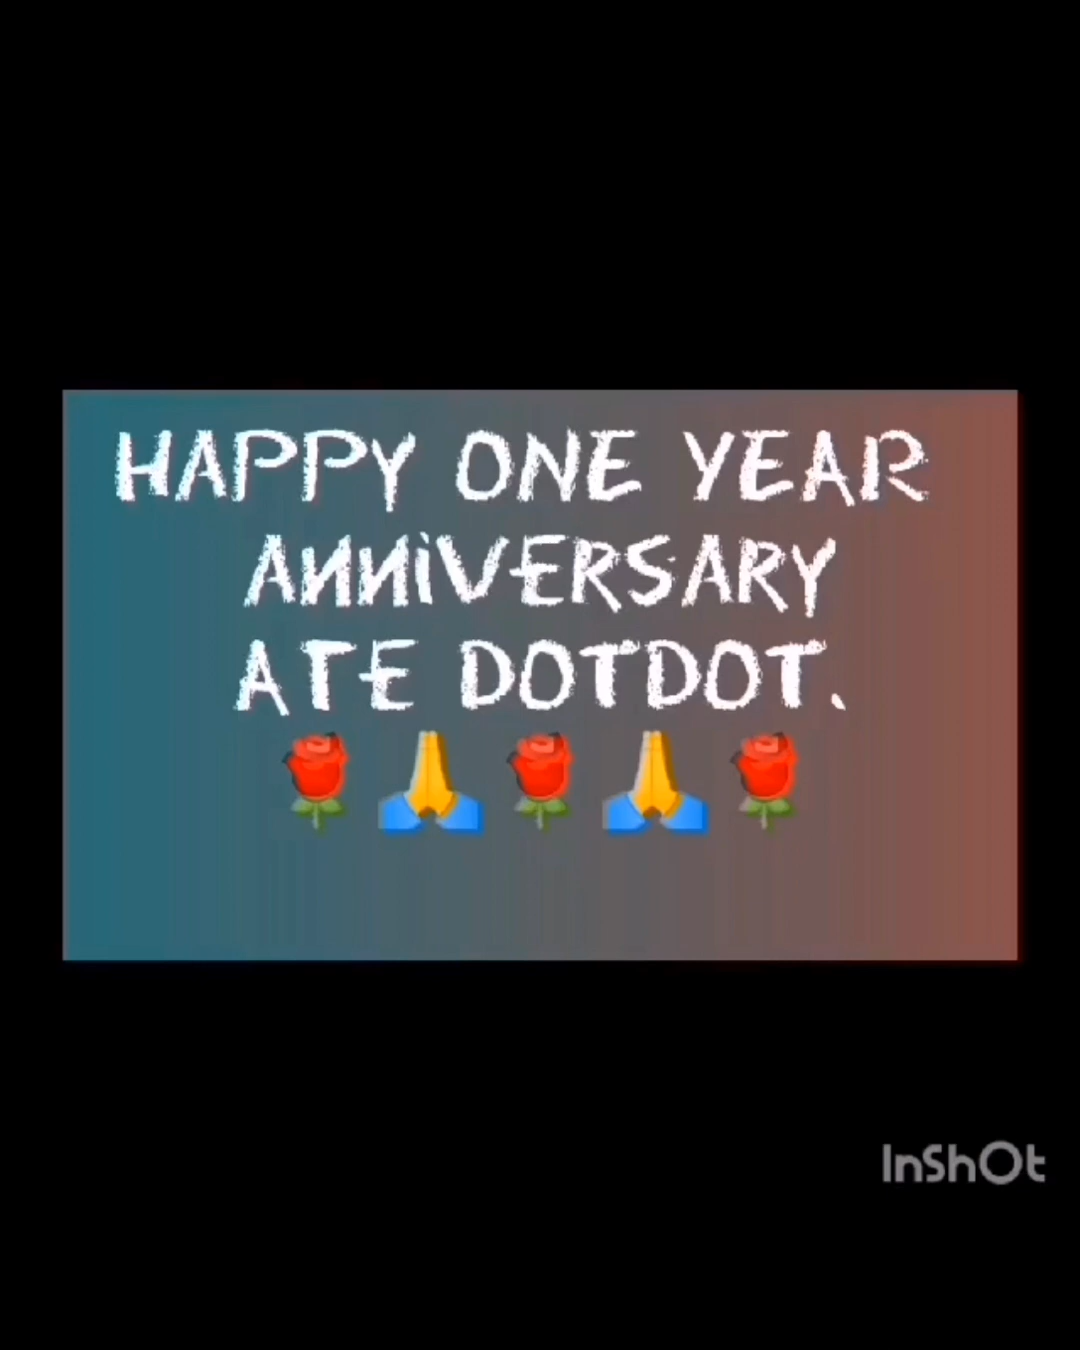 HAPPY ONE YEAR
ANNiVERSARY
ATE DOTDOT.
🌹🙏🌹🙏🌹
InShOt